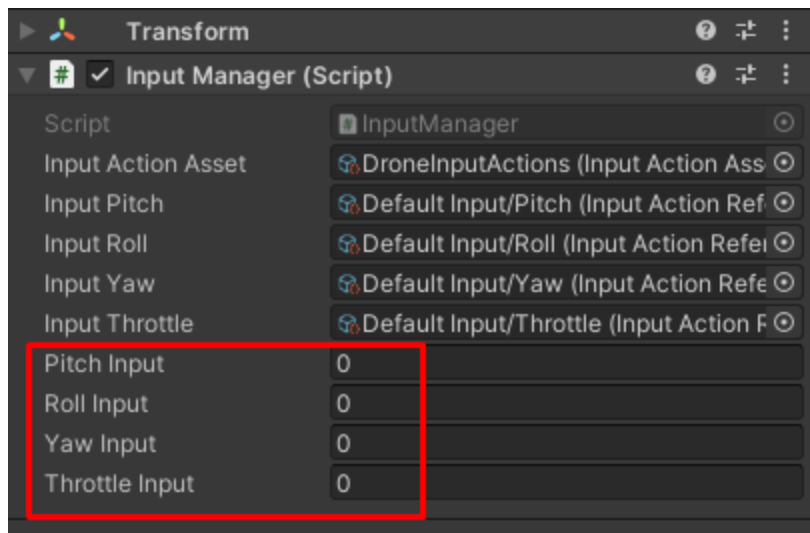 Transform
Input Manager (Script)
Script InputManager
Input Action Asset DroneInputActions (Input Action Ass
Input Pitch Default Input/Pitch (Input Action Ref
Input Roll Default Input/Roll (Input Action Refe
Input Yaw Default Input/Yaw (Input Action Refe
Input Throttle Default Input/Throttle (Input Action R
Pitch Input 0
Roll Input 0
Yaw Input 0
Throttle Input 0